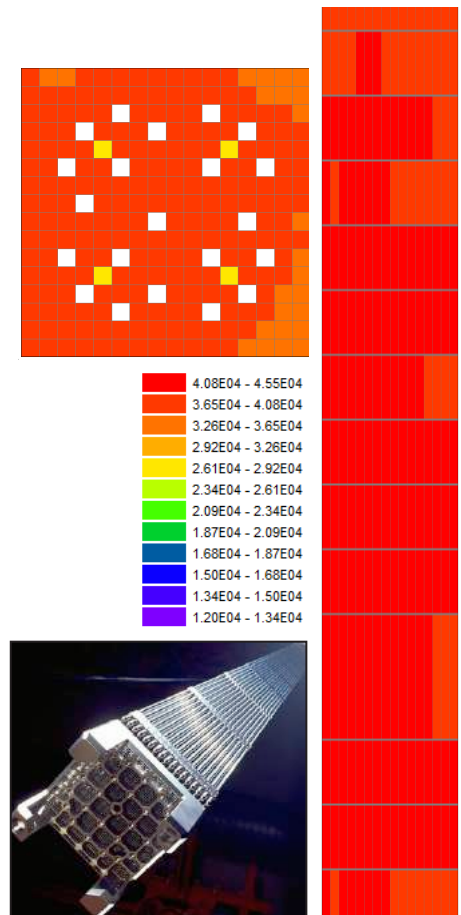 4.08E04 - 4.55E04
3.65E04 - 4.08E04
3.26E04 - 3.65E04
2.92E04 - 3.26E04
2.61E04 - 2.92E04
2.34E04 - 2.61E04
2.09E04 - 2.34E04
1.87E04 - 2.09E04
1.68E04 - 1.87E04
1.50E04 - 1.68E04
1.34E04 - 1.50E04
1.20E04 - 1.34E04